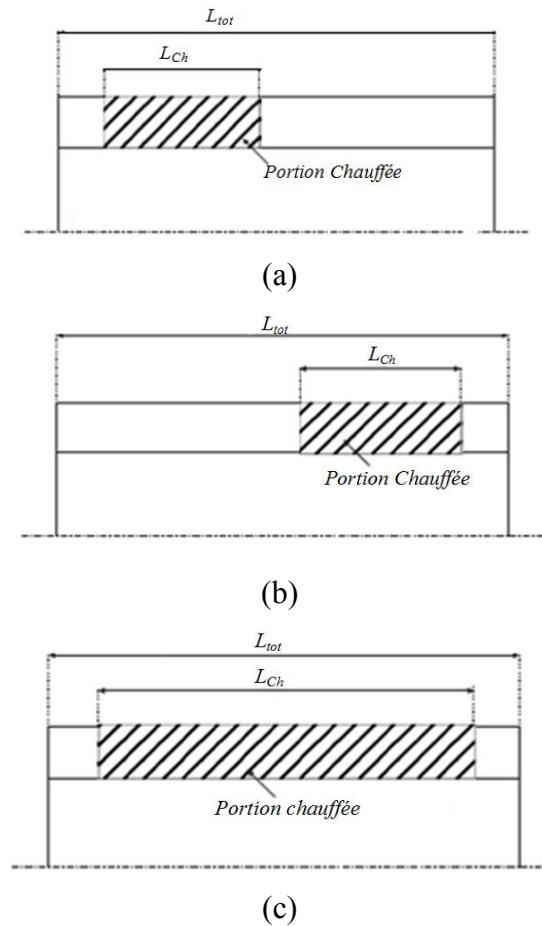 L_tot
L_Ch
Portion Chauffée
(a)
L_tot
L_Ch
Portion Chauffée
(b)
L_tot
L_Ch
Portion chauffée
(c)